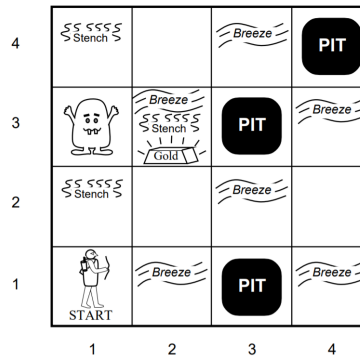 4
Stench
Breeze
PIT
3
Breeze
Stench
Gold
PIT
Breeze
2
Stench
Breeze
1
START
Breeze
PIT
Breeze
1
2
3
4